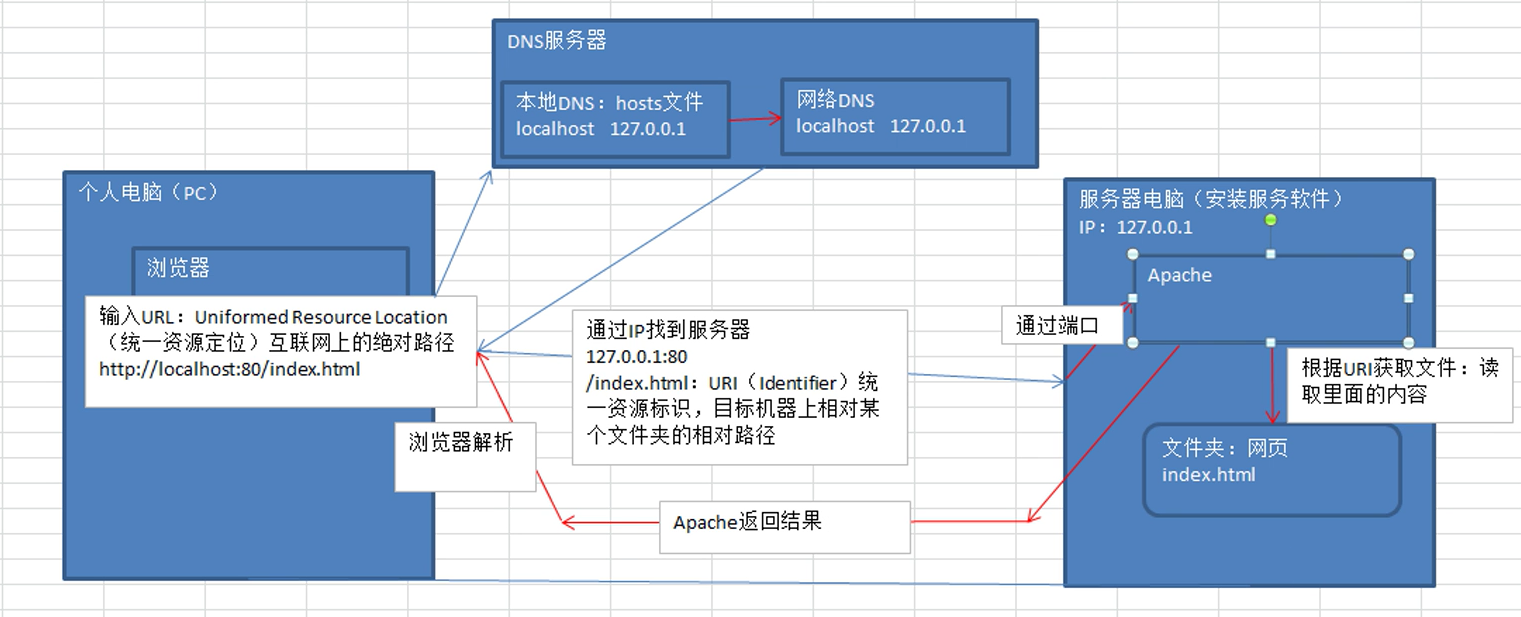 DNS服务器
本地DNS：hosts文件
localhost 127.0.0.1
网络DNS
localhost 127.0.0.1
个人电脑（PC）
浏览器
输入URL：Uniformed Resource Location
（统一资源定位）互联网上的绝对路径
http://localhost:80/index.html
浏览器解析
通过IP找到服务器
127.0.0.1:80
/index.html：URI（Identifier）统
一资源标识，目标机器上相对某
个文件夹的相对路径
Apache返回结果
服务器电脑（安装服务软件）
IP：127.0.0.1
Apache
通过端口
根据URI获取文件：读
取里面的内容
文件夹：网页
index.html